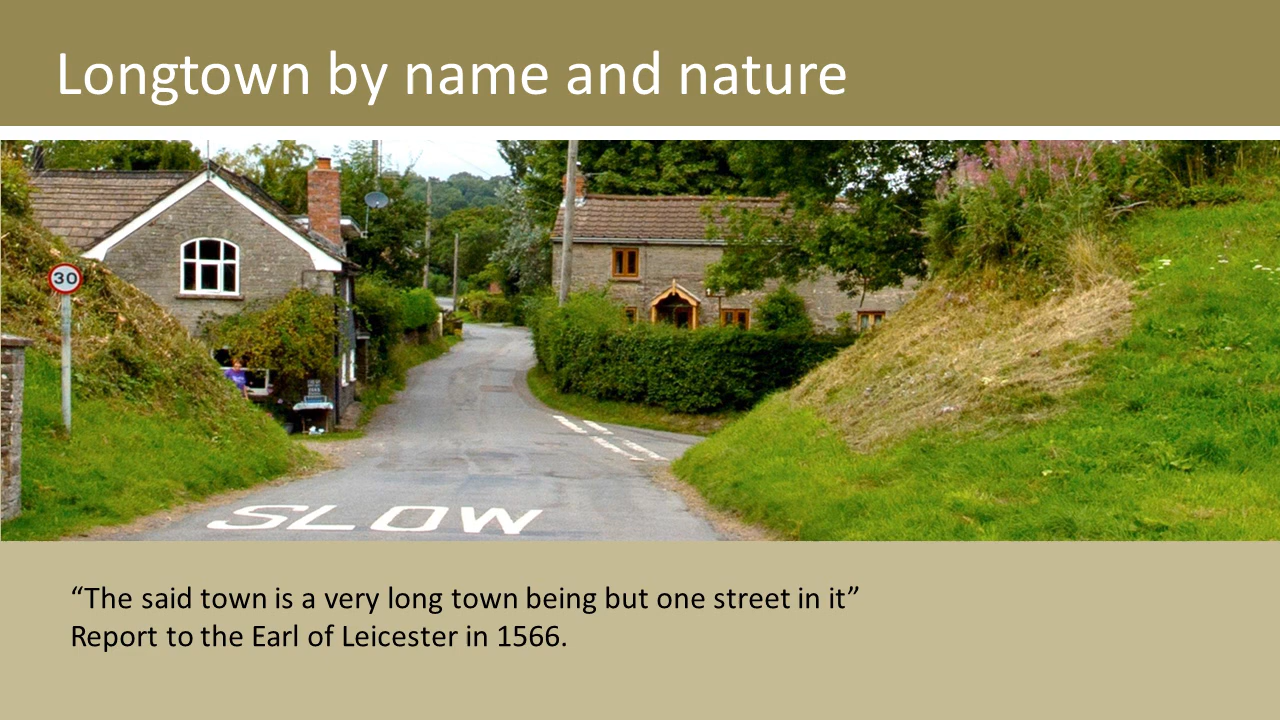 Longtown by name and nature
30
SLOW
“The said town is a very long town being but one street in it”
Report to the Earl of Leicester in 1566.